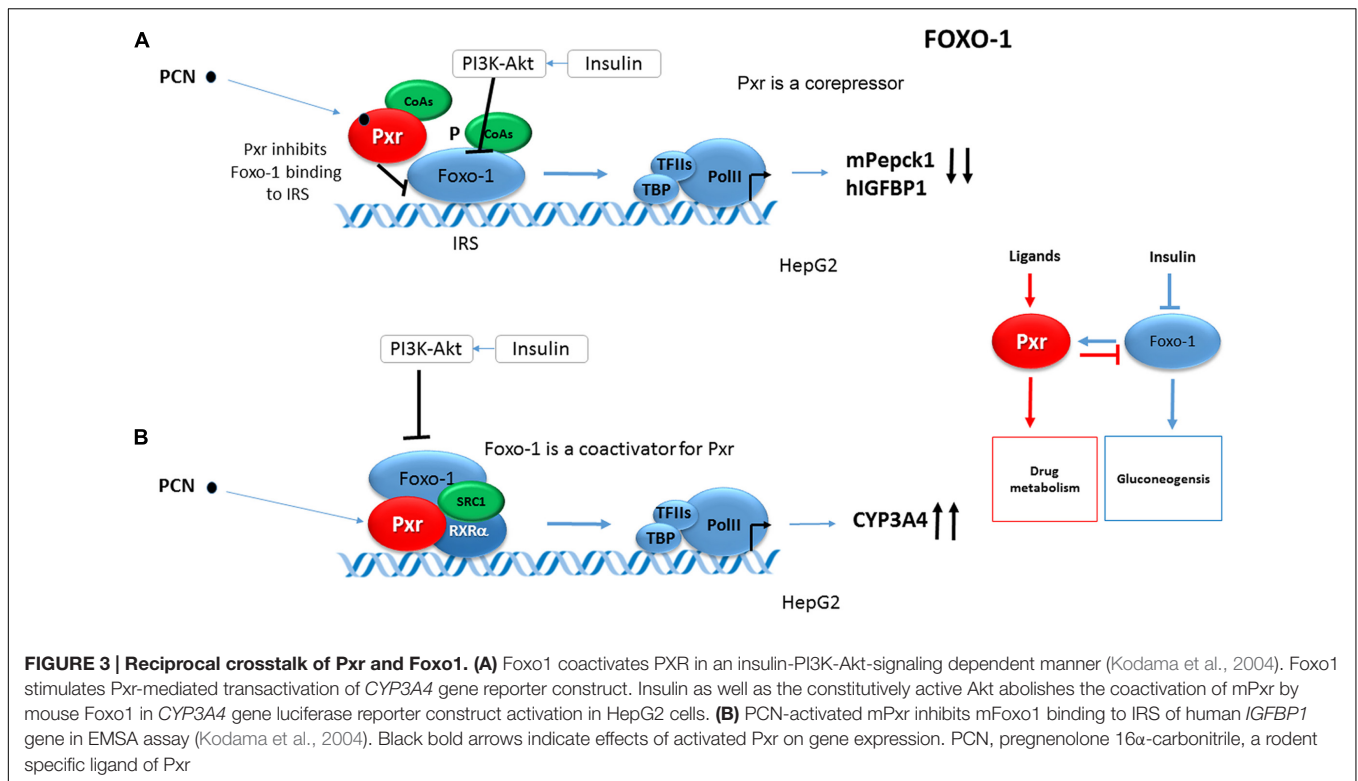 A
FOXO-1
PCN
PI3K-Akt
Insulin
Pxr is a corepressor
CoAs
Pxr
P
CoAs
Pxr inhibits
Foxo-1 binding
to IRS
Foxo-1
TFIIs
TBP
PolII
mPepck1
hIGFBP1
IRS
HepG2
Ligands
Insulin
Pxr
Foxo-1
Drug
metabolism
Gluconeogensis
PI3K-Akt
Insulin
B
Foxo-1 is a coactivator for Pxr
PCN
Foxo-1
SRC1
Pxr
RXRα
TFIIs
TBP
PolII
CYP3A4
HepG2
FIGURE 3 | Reciprocal crosstalk of Pxr and Foxo1. (A) Foxo1 coactivates PXR in an insulin-PI3K-Akt-signaling dependent manner (Kodama et al., 2004). Foxo1
stimulates Pxr-mediated transactivation of CYP3A4 gene reporter construct. Insulin as well as the constitutively active Akt abolishes the coactivation of mPxr by
mouse Foxo1 in CYP3A4 gene luciferase reporter construct activation in HepG2 cells. (B) PCN-activated mPxr inhibits mFoxo1 binding to IRS of human IGFBP1
gene in EMSA assay (Kodama et al., 2004). Black bold arrows indicate effects of activated Pxr on gene expression. PCN, pregnenolone 16α-carbonitrile, a rodent
specific ligand of Pxr